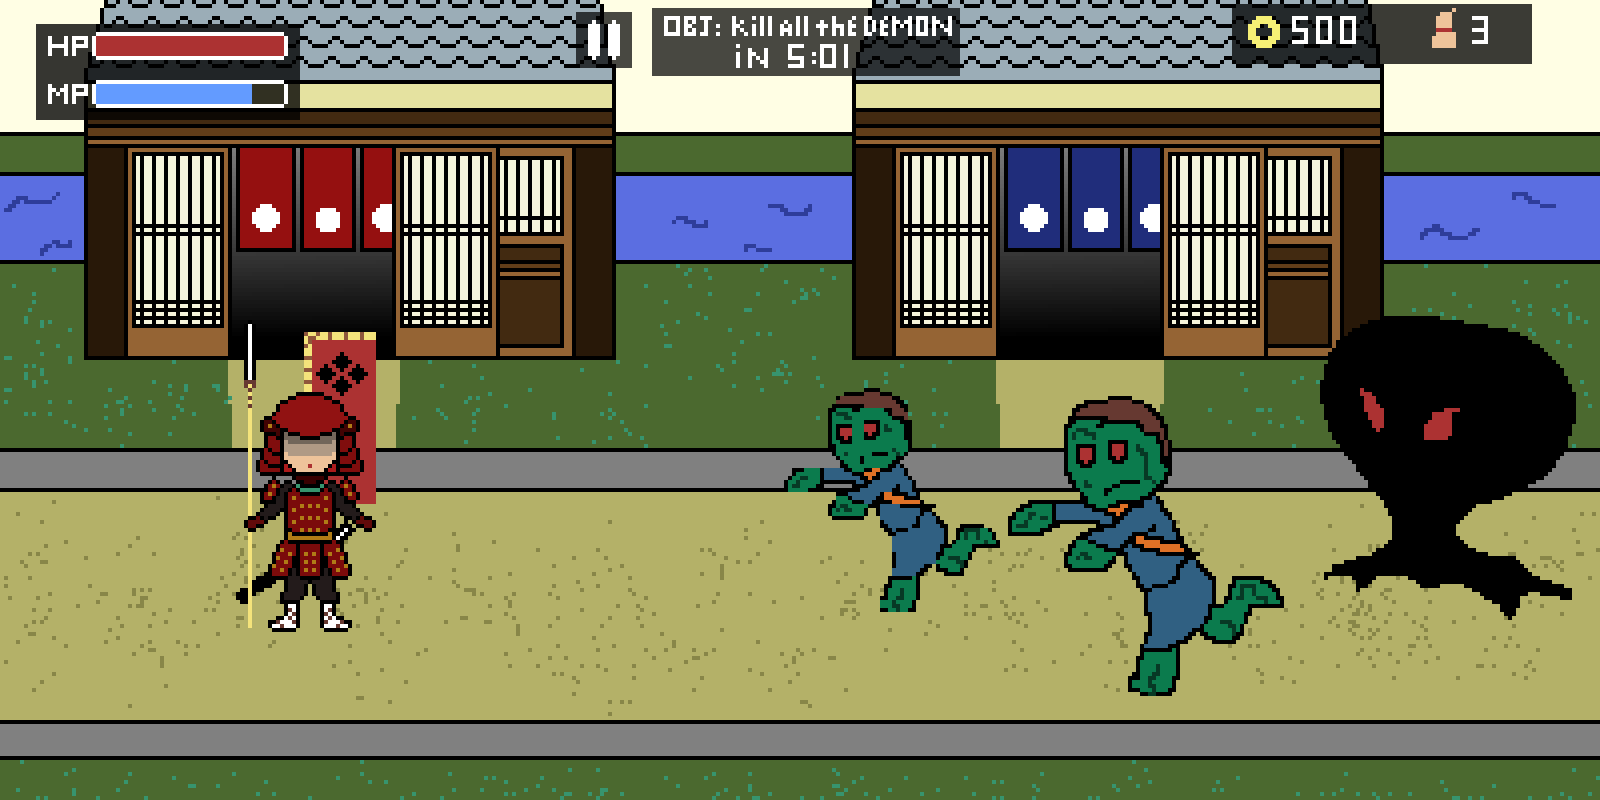 HP
MP
OBJ: Kill all the DEMON
iN 5:01
500
3